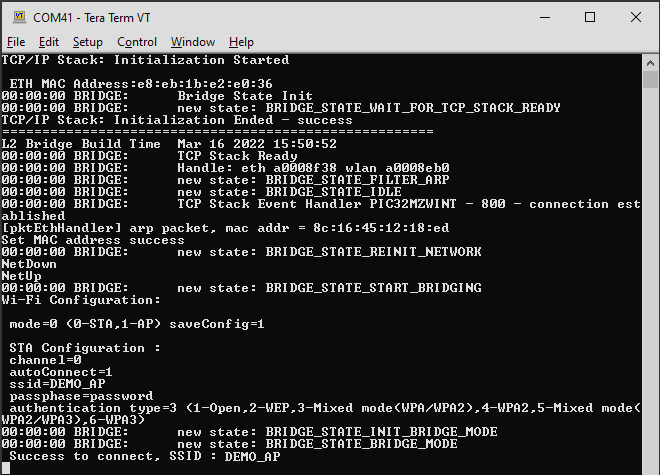 COM41 - Tera Term VT
File Edit Setup Control Window Help
TCP/IP Stack: Initialization Started
ETH MAC Address:e8:eb:1b:e2:e0:36
00:00:00 BRIDGE: Bridge State Init
00:00:00 BRIDGE: new state: BRIDGE_STATE_WAIT_FOR_TCP_STACK_READY
TCP/IP Stack: Initialization Ended - success
======================================================
L2 Bridge Build Time Mar 16 2022 15:50:52
00:00:00 BRIDGE: TCP Stack Ready
00:00:00 BRIDGE: Handle: eth a0008f38 wlan a0008eb0
00:00:00 BRIDGE: new state: BRIDGE_STATE_FILTER_ARP
00:00:00 BRIDGE: new state: BRIDGE_STATE_IDLE
00:00:00 BRIDGE: TCP Stack Event Handler PIC32MZWINT - 800 - connection est
ablished
[pktEthHandler] arp packet, mac addr = 8c:16:45:12:18:ed
Set MAC address success
00:00:00 BRIDGE: new state: BRIDGE_STATE_REINIT_NETWORK
NetDown
NetUp
00:00:00 BRIDGE: new state: BRIDGE_STATE_START_BRIDGING
Wi-Fi Configuration:
mode=0 (0-STA,1-AP) saveConfig=1
STA Configuration :
channel=0
autoConnect=1
ssid=DEMO_AP
passphase=password
authentication type=3 (1-Open,2-WEP,3-Mixed mode(WPA/WPA2),4-WPA2,5-Mixed mode(
WPA2/WPA3),6-WPA3)
00:00:00 BRIDGE: new state: BRIDGE_STATE_INIT_BRIDGE_MODE
00:00:00 BRIDGE: new state: BRIDGE_STATE_BRIDGE_MODE
Success to connect, SSID : DEMO_AP